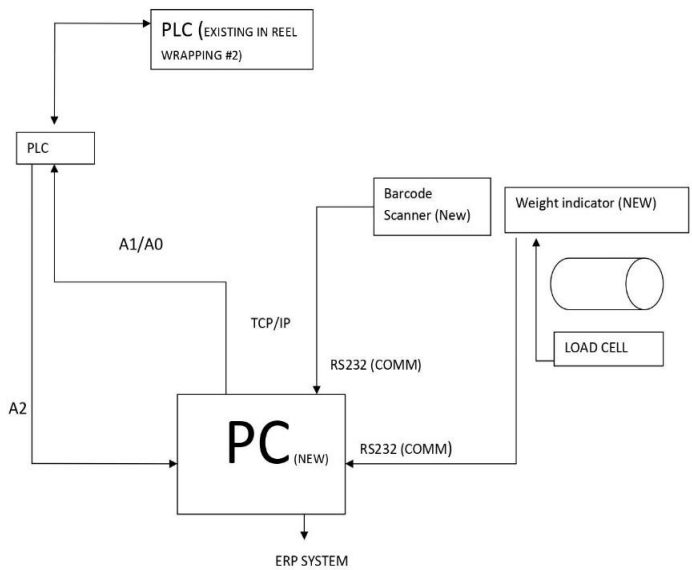 PLC (EXISTING IN REEL
WRAPPING #2)
PLC
Barcode
Scanner (New)
Weight indicator (NEW)
A1/A0
TCP/IP
LOAD CELL
RS232 (COMM)
A2
PC (NEW)
RS232 (COMM)
ERP SYSTEM